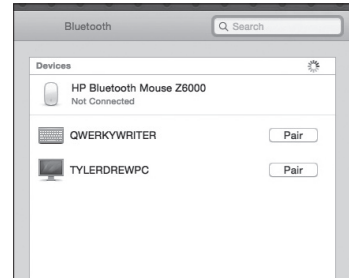 Bluetooth
Search
Devices
HP Bluetooth Mouse Z6000
Not Connected
QWERKYWRITER
Pair
TYLERDREWPC
Pair